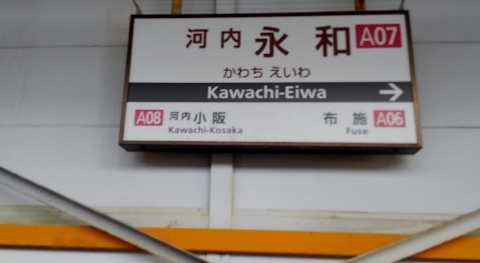 河内永和 A07
かわち えいわ
Kawachi-Eiwa →
A08 河内小阪 布施 A06
Kawachi-Kosaka Fuse